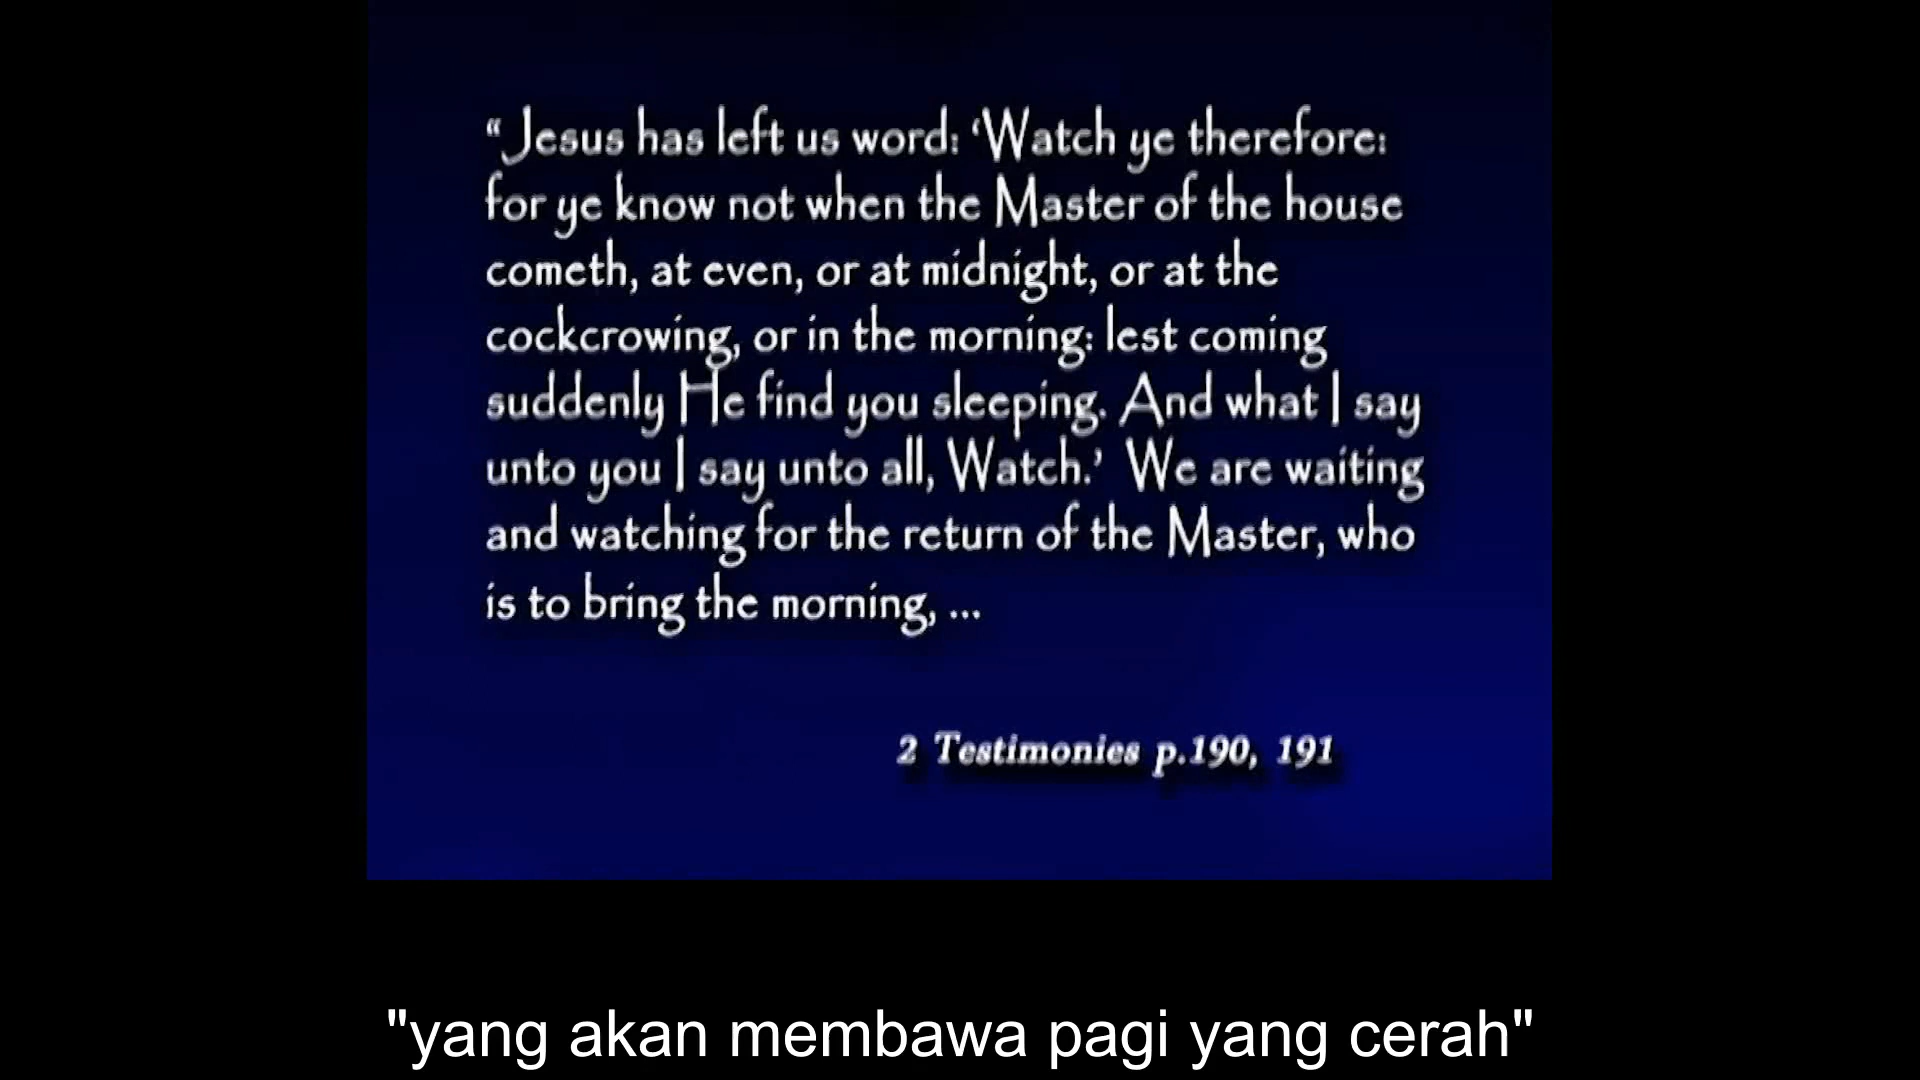 “Jesus has left us word: ‘Watch ye therefore:
for ye know not when the Master of the house
cometh, at even, or at midnight, or at the
cockcrowing, or in the morning: lest coming
suddenly He find you sleeping. And what I say
unto you I say unto all, Watch.’ We are waiting
and watching for the return of the Master, who
is to bring the morning, ...
2 Testimonies p.190, 191
"yang akan membawa pagi yang cerah"